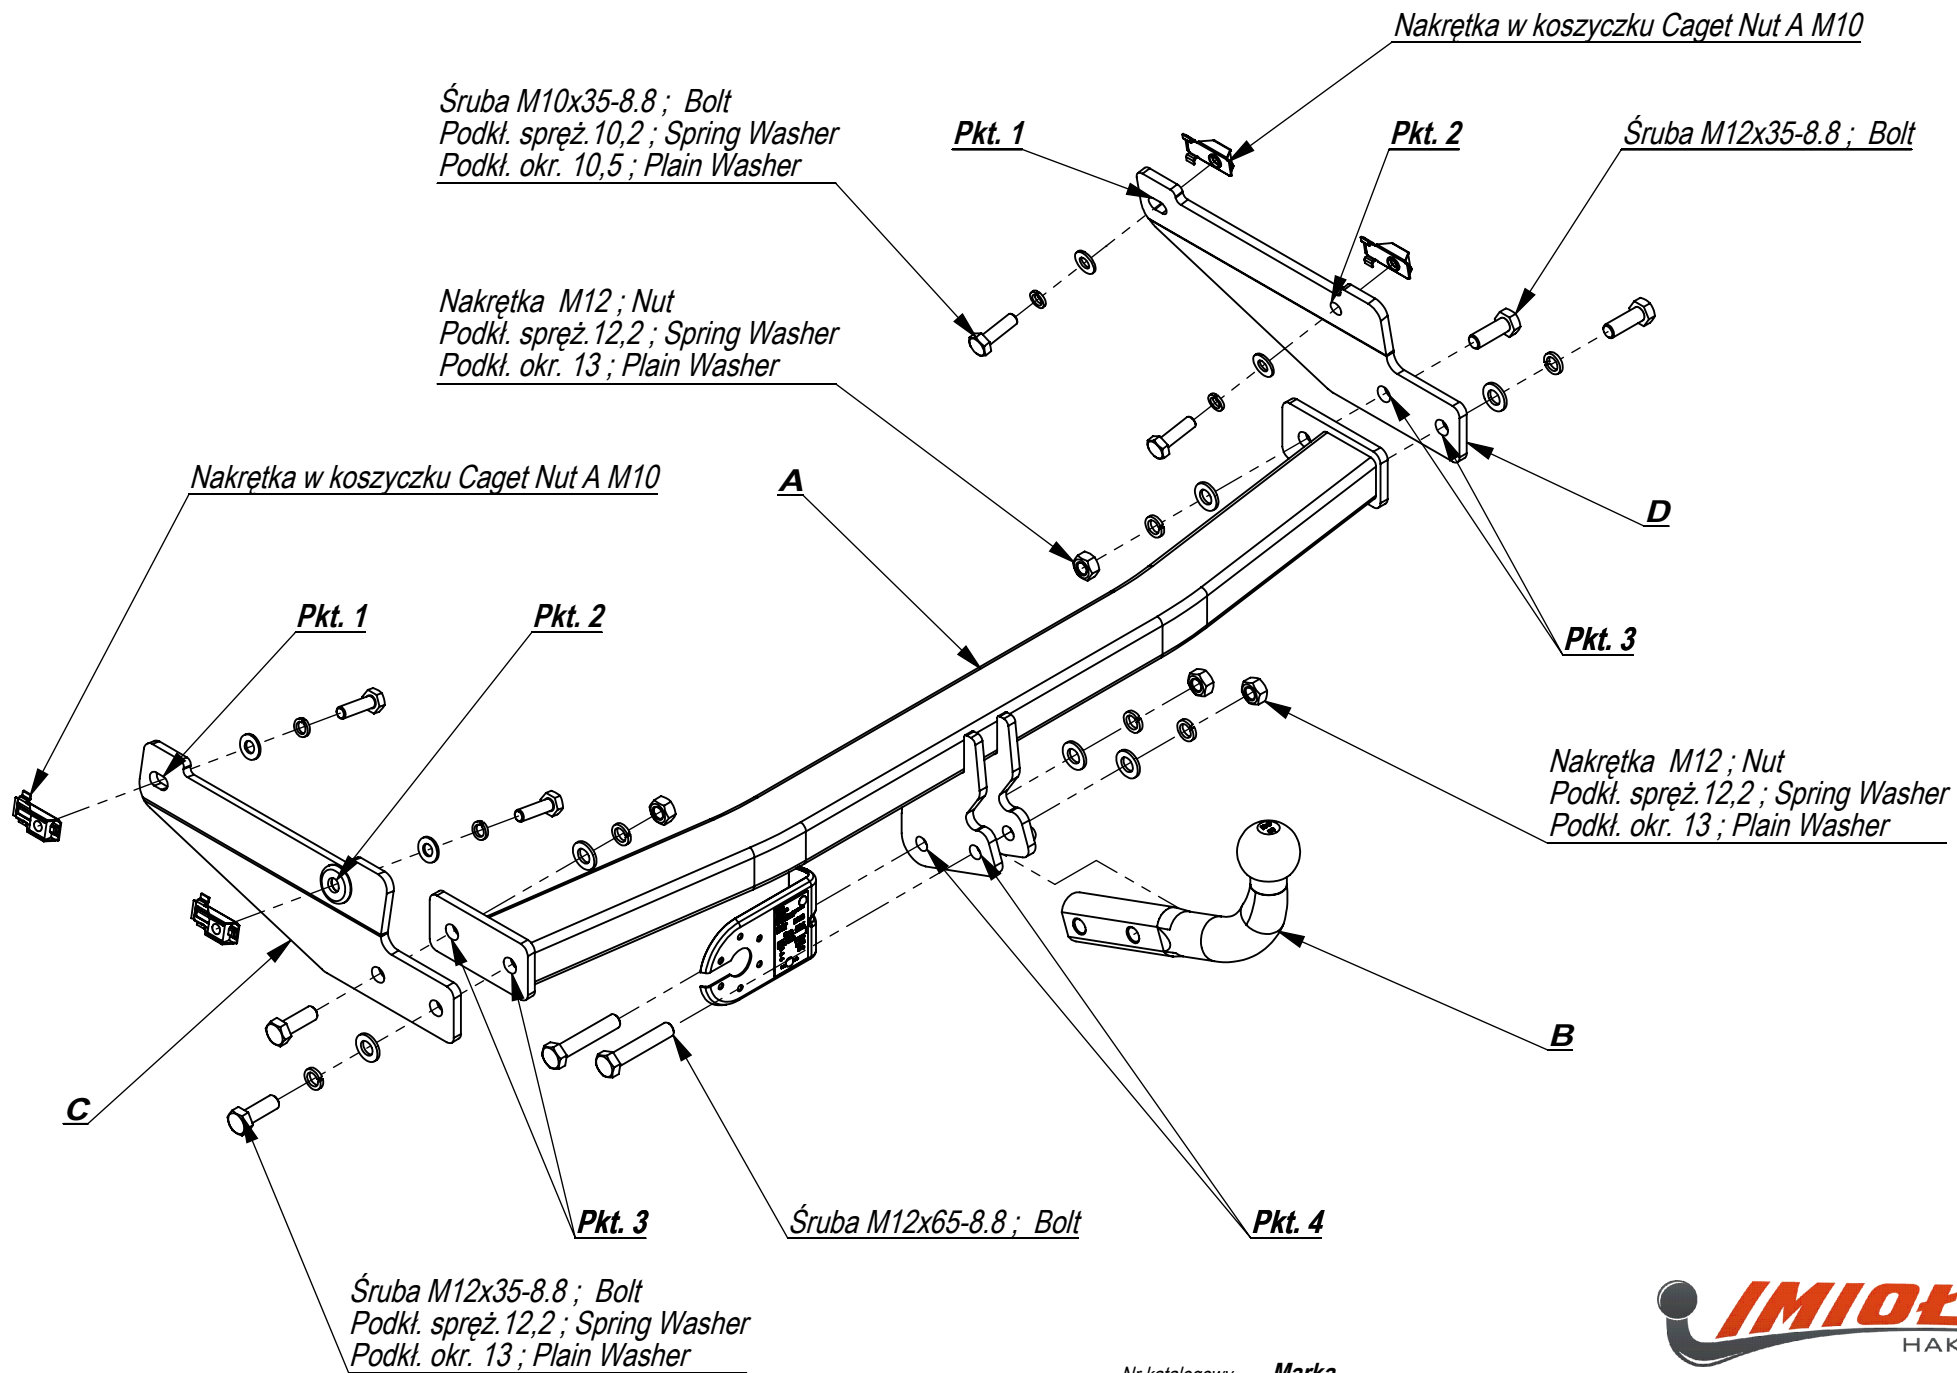 Nakrętka w koszyczku Caget Nut A M10
Śruba M10x35-8.8 ; Bolt
Podkł. spręż.10,2 ; Spring Washer
Podkł. okr. 10,5 ; Plain Washer
Pkt. 1
Pkt. 2
Śruba M12x35-8.8 ; Bolt
Nakrętka M12 ; Nut
Podkł. spręż.12,2 ; Spring Washer
Podkł. okr. 13 ; Plain Washer
Nakrętka w koszyczku Caget Nut A M10
A
D
Pkt. 1
Pkt. 2
Pkt. 3
Nakrętka M12 ; Nut
Podkł. spręż.12,2 ; Spring Washer
Podkł. okr. 13 ; Plain Washer
B
C
Pkt. 3
Śruba M12x65-8.8 ; Bolt
Pkt. 4
Śruba M12x35-8.8 ; Bolt
Podkł. spręż.12,2 ; Spring Washer
Podkł. okr. 13 ; Plain Washer
IMIOŁ
HAK
Nr katalogowy
Marka